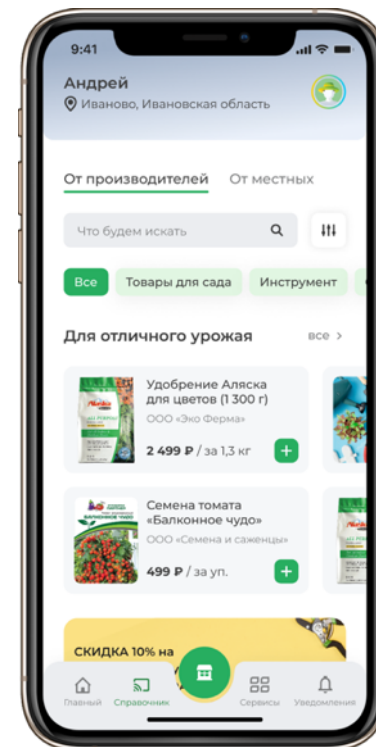 9:41
Андрей
Иваново, Ивановская область
От производителей От местных
Что будем искать
Все Товары для сада Инструмент
Для отличного урожая все >
Удобрение Аляска
для цветов (1 300 г)
ООО «Эко Ферма»
2 499 ₽ / за 1,3 кг
Семена томата
«Балконное чудо»
ООО «Семена и саженцы»
499 ₽ / за уп.
БАЛКОННОЕ ЧУДО
СКИДКА 10% на
Главный Справочник Сервисы Уведомления